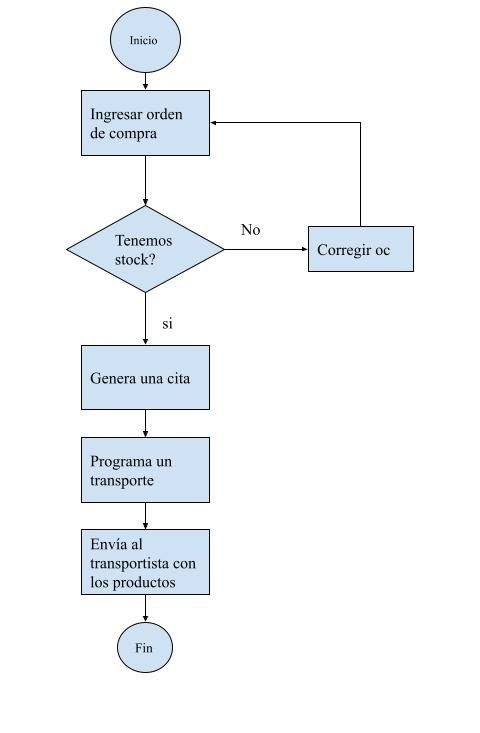 Inicio
Ingresar orden
de compra
Tenemos
stock?
No
Corregir oc
si
Genera una cita
Programa un
transporte
Envía al
transportista con
los productos
Fin